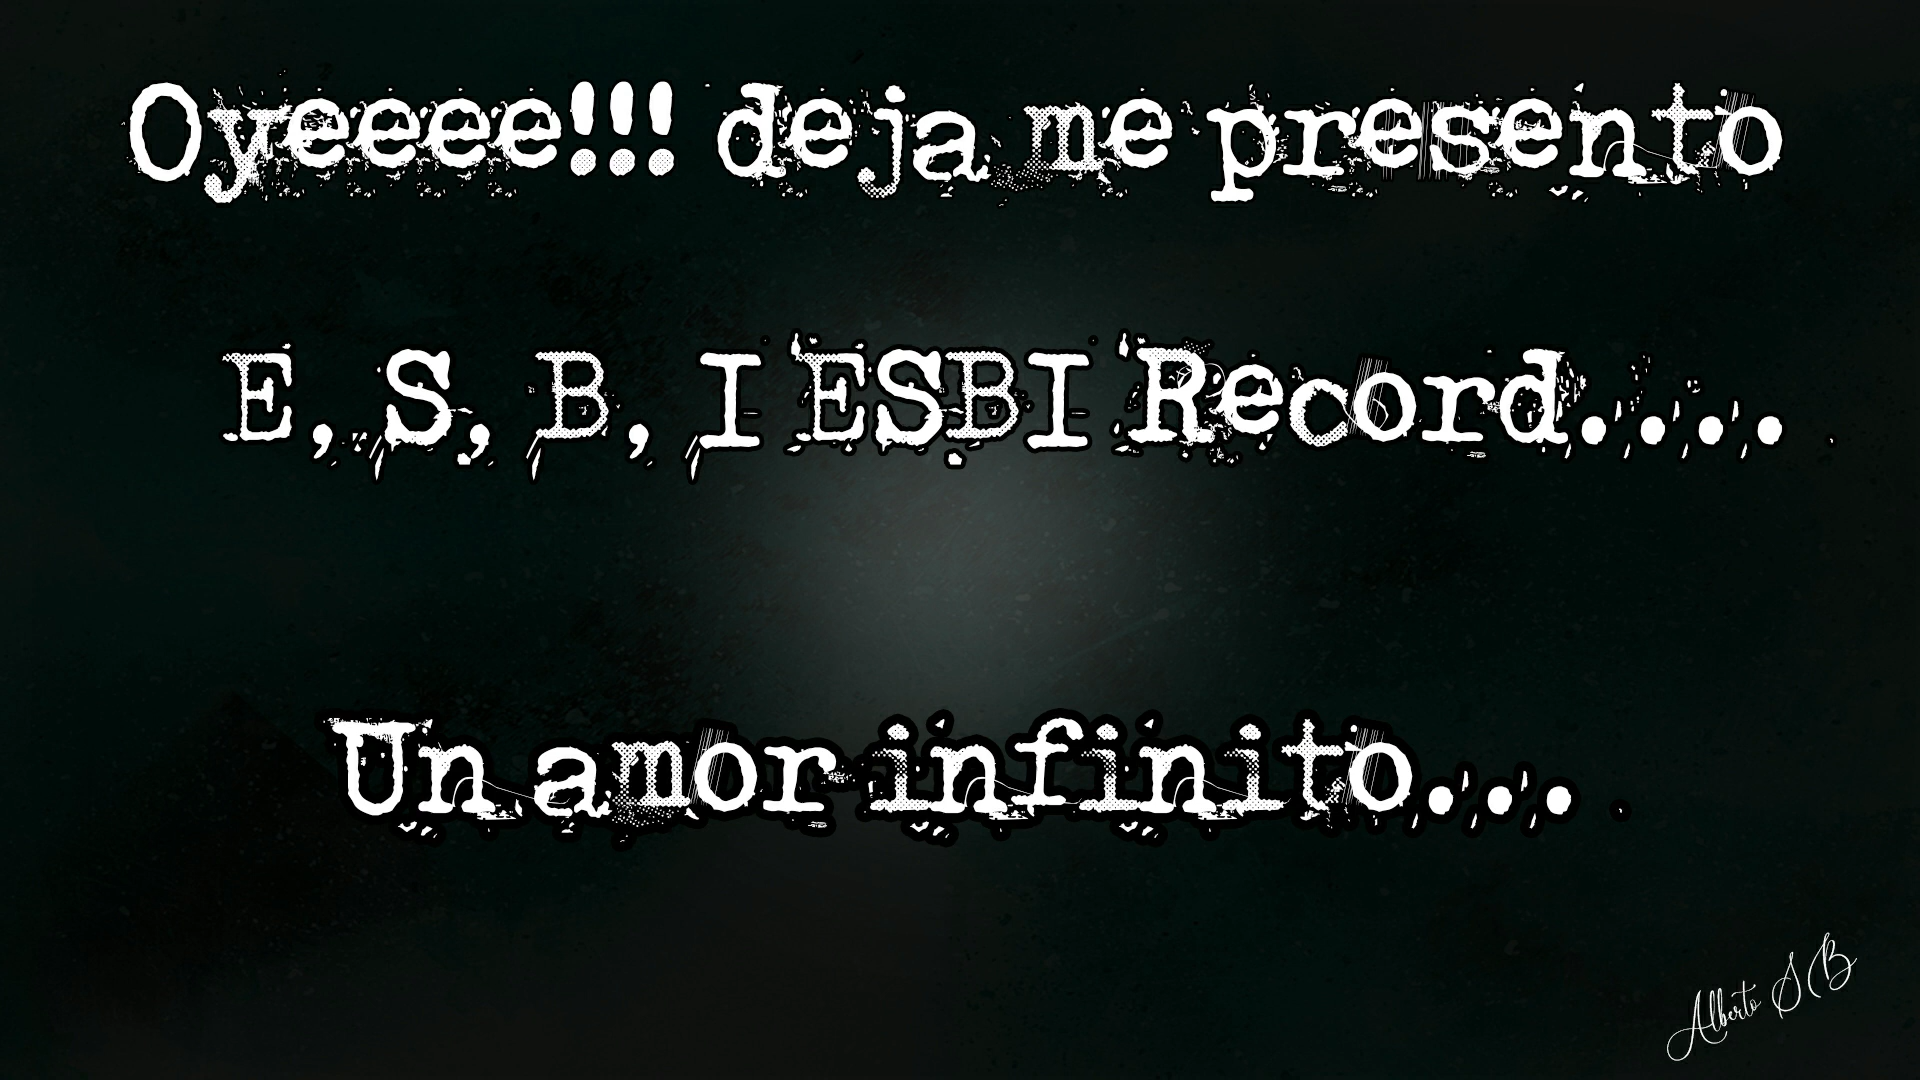 Oyeeee!!! deja me presento
E, S, B, I ESBI Record....
Un amor infinito...
Alberto S B